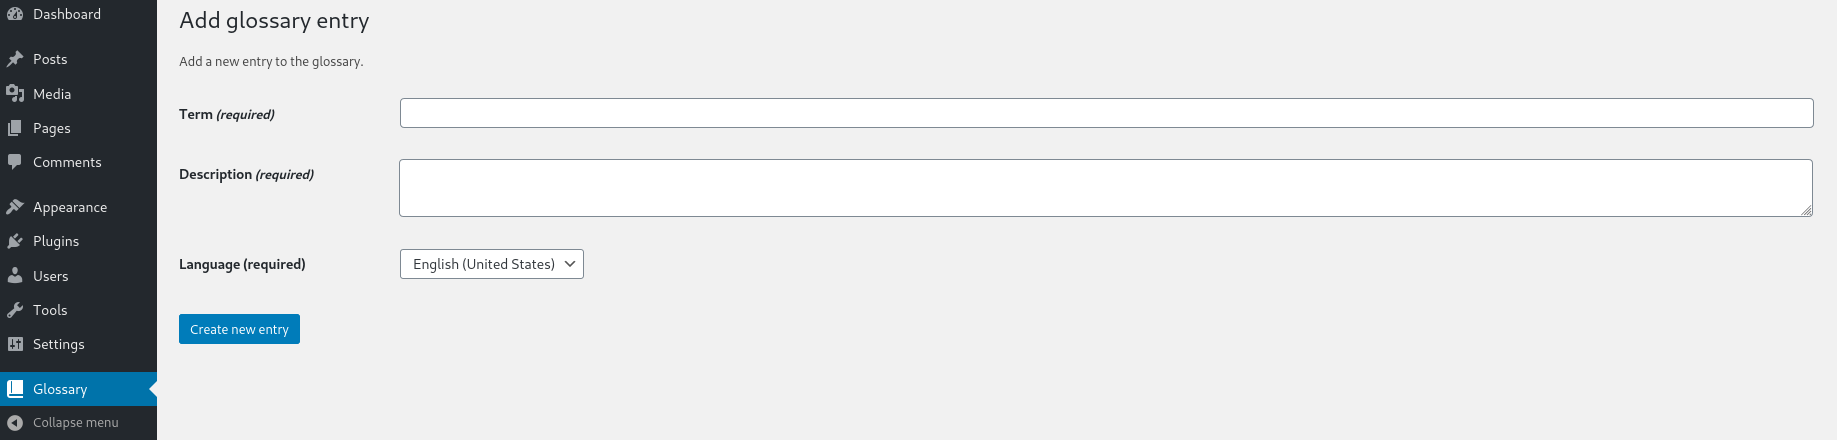 Dashboard
Posts
Media
Pages
Comments
Appearance
Plugins
Users
Tools
Settings
Glossary
Collapse menu
Add glossary entry
Add a new entry to the glossary.
Term (required)
Description (required)
Language (required)
English (United States)
Create new entry